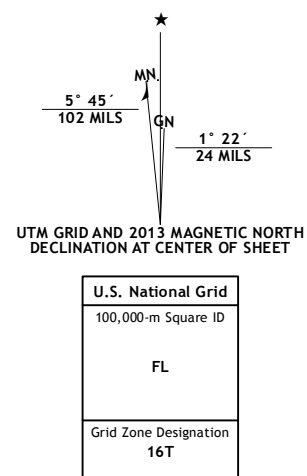 ★
MN.
5° 45´
102 MILS
GN
1° 22´
24 MILS
UTM GRID AND 2013 MAGNETIC NORTH
DECLINATION AT CENTER OF SHEET
U.S. National Grid
100,000-m Square ID
FL
Grid Zone Designation
16T